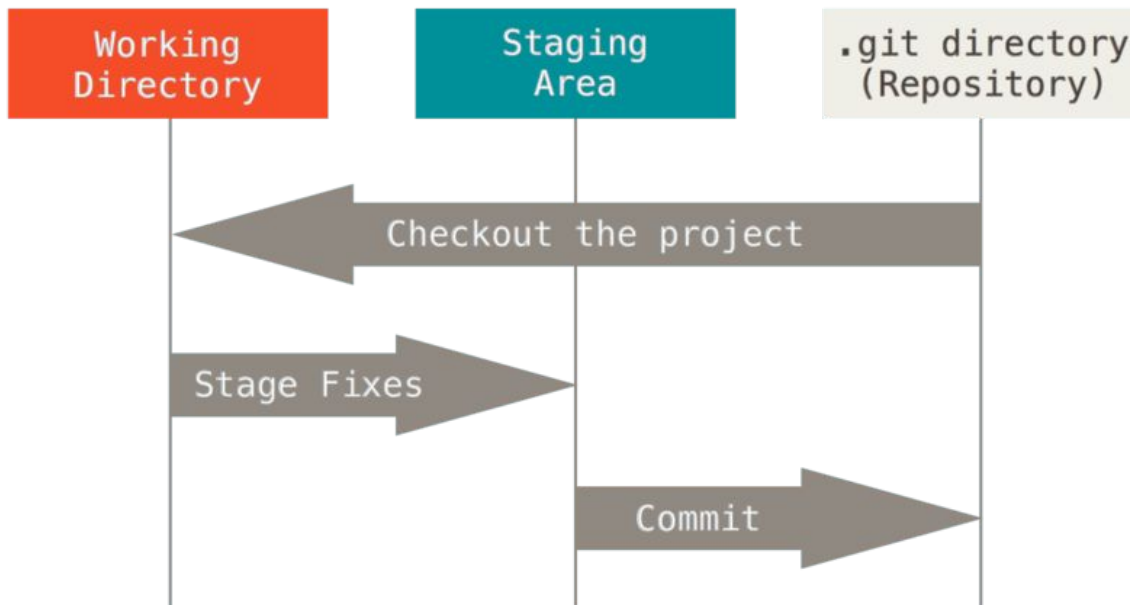 Working
Directory
Staging
Area
.git directory
(Repository)
Checkout the project
Stage Fixes
Commit